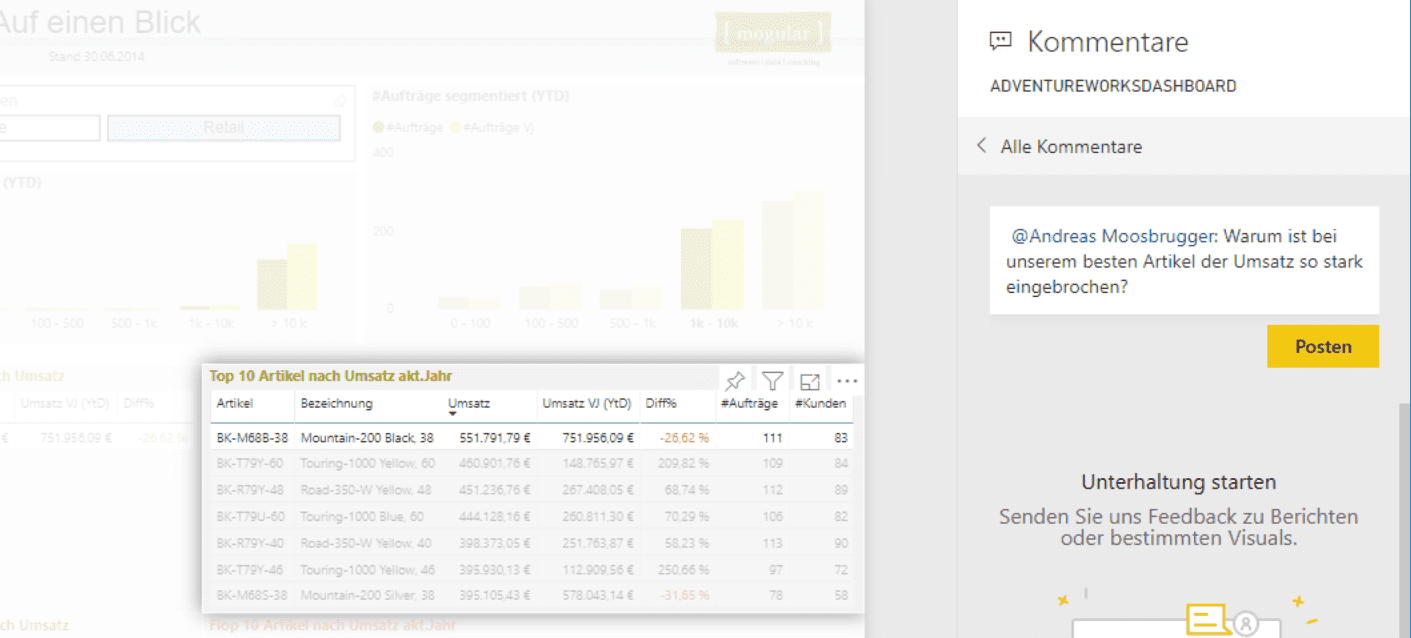 Auf einen Blick
Stand 30.06.2014
[ mogular ]
software | data | coaching
en
e
Retail
(YTD)
100 - 500
500 - 1k
1k - 10k
> 10 k
#Aufträge segmentiert (YTD)
#Aufträge
#Aufträge VJ
400
200
0
0 - 100
100 - 500
500 - 1k
1k - 10k
> 10 k
ch Umsatz
Umsatz VJ (YtD) Diff%
€ 751.956,09 € -26,62 %
Top 10 Artikel nach Umsatz akt.Jahr
Artikel Bezeichnung Umsatz Umsatz VJ (YtD) Diff% #Aufträge #Kunden
BK-M68B-38 Mountain-200 Black, 38 551.791,79 € 751.956,09 € -26,62 % 111 83
BK-T79Y-60 Touring-1000 Yellow, 60 460.901,76 € 148.765,97 € 209,82 % 109 84
BK-R79Y-48 Road-350-W Yellow, 48 451.236,76 € 267.408,05 € 68,74 % 112 89
BK-T79U-60 Touring-1000 Blue, 60 444.128,16 € 260.811,30 € 70,29 % 106 82
BK-R79Y-40 Road-350-W Yellow, 40 398.373,05 € 251.763,87 € 58,23 % 113 90
BK-T79Y-46 Touring-1000 Yellow, 46 395.930,13 € 112.909,56 € 250,66 % 97 72
BK-M68S-38 Mountain-200 Silver, 38 395.105,43 € 578.043,14 € -31,65 % 78 58
ch Umsatz
Flop 10 Artikel nach Umsatz akt.Jahr
Kommentare
ADVENTUREWORKSDASHBOARD
Alle Kommentare
@Andreas Moosbrugger: Warum ist bei
unserem besten Artikel der Umsatz so stark
eingebrochen?
Posten
Unterhaltung starten
Senden Sie uns Feedback zu Berichten
oder bestimmten Visuals.